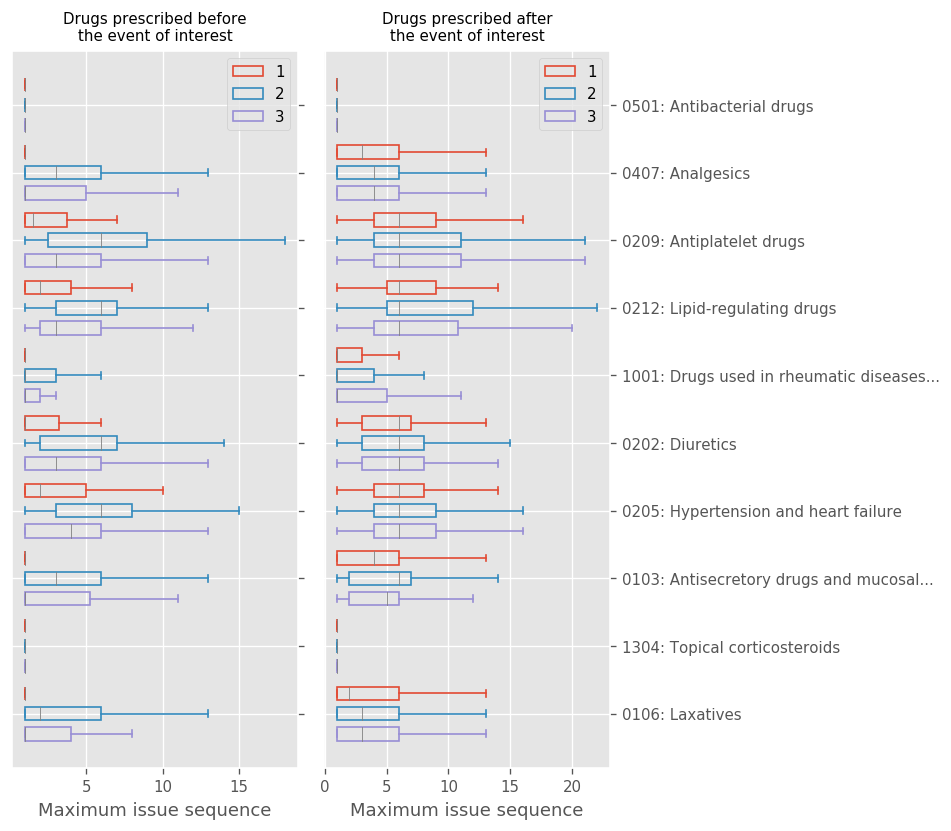 Drugs prescribed before
the event of interest
Drugs prescribed after
the event of interest
1
2
3
1
2
3
0501: Antibacterial drugs
0407: Analgesics
0209: Antiplatelet drugs
0212: Lipid-regulating drugs
1001: Drugs used in rheumatic diseases...
0202: Diuretics
0205: Hypertension and heart failure
0103: Antisecretory drugs and mucosal...
1304: Topical corticosteroids
0106: Laxatives
5 10 15
0 5 10 15 20
Maximum issue sequence
Maximum issue sequence